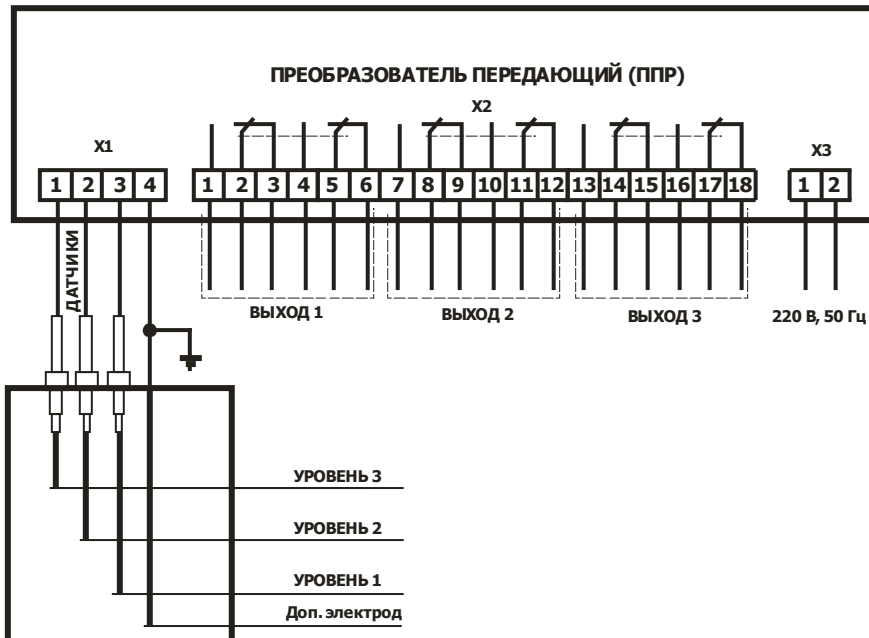 ПРЕОБРАЗОВАТЕЛЬ ПЕРЕДАЮЩИЙ (ППР)
X1
X2
X3
1 2 3 4
1 2 3 4 5 6 7 8 9 10 11 12 13 14 15 16 17 18
1 2
ДАТЧИКИ
ВЫХОД 1
ВЫХОД 2
ВЫХОД 3
220 В, 50 Гц
УРОВЕНЬ 3
УРОВЕНЬ 2
УРОВЕНЬ 1
Доп. электрод